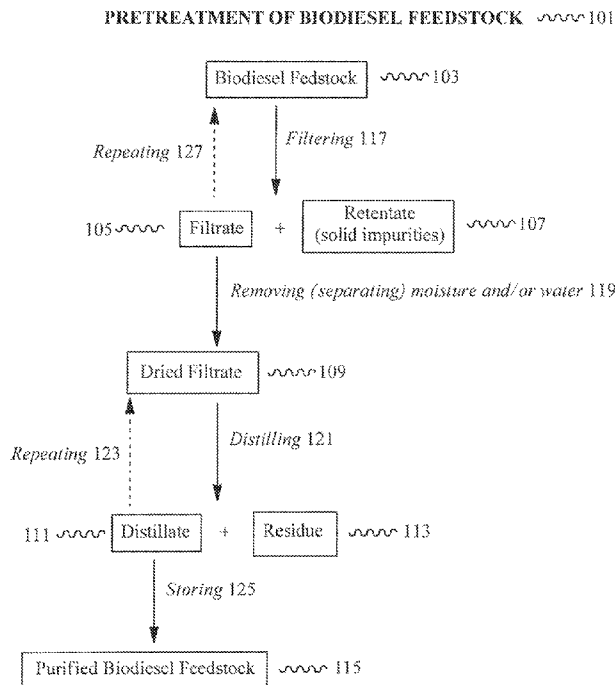 PRETREATMENT OF BIODIESEL FEEDSTOCK 101
Biodiesel Fedstock 103
Repeating 127
Filtering 117
105 Filtrate + Retentate (solid impurities) 107
Removing (separating) moisture and/or water 119
Dried Filtrate 109
Repeating 123
Distilling 121
111 Distillate + Residue 113
Storing 125
Purified Biodiesel Feedstock 115